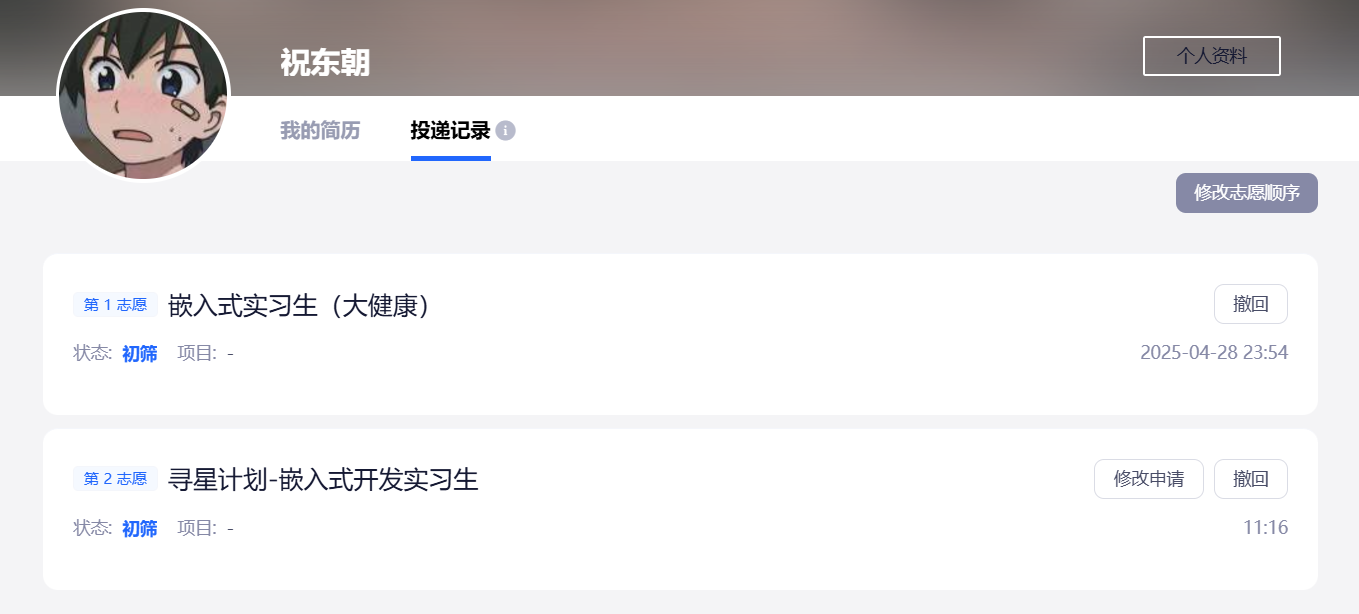 祝东朝
个人资料
我的简历 投递记录
修改志愿顺序
第 1 志愿 嵌入式实习生（大健康） 撤回
状态: 初筛 项目: - 2025-04-28 23:54
第 2 志愿 寻星计划-嵌入式开发实习生 修改申请 撤回
状态: 初筛 项目: - 11:16